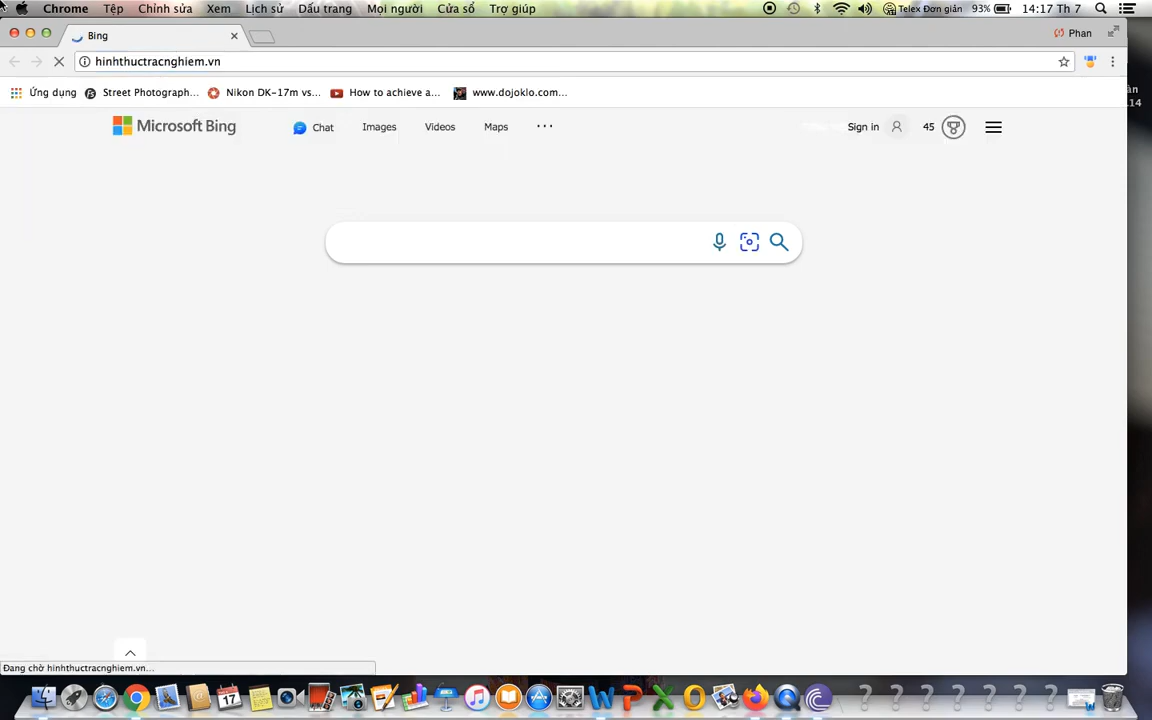 Chrome Tệp Chỉnh sửa Xem Lịch sử Dấu trang Mọi người Cửa sổ Trợ giúp Telex Đơn giản 93% 14:17 Th 7
Bing Phan
hinhthuctracnghiem.vn
Ứng dụng Street Photograph... Nikon DK-17m vs... How to achieve a... www.dojoklo.com...
Microsoft Bing Chat Images Videos Maps Sign in 45
14
Đang chờ hinhthuctracnghiem.vn...
17